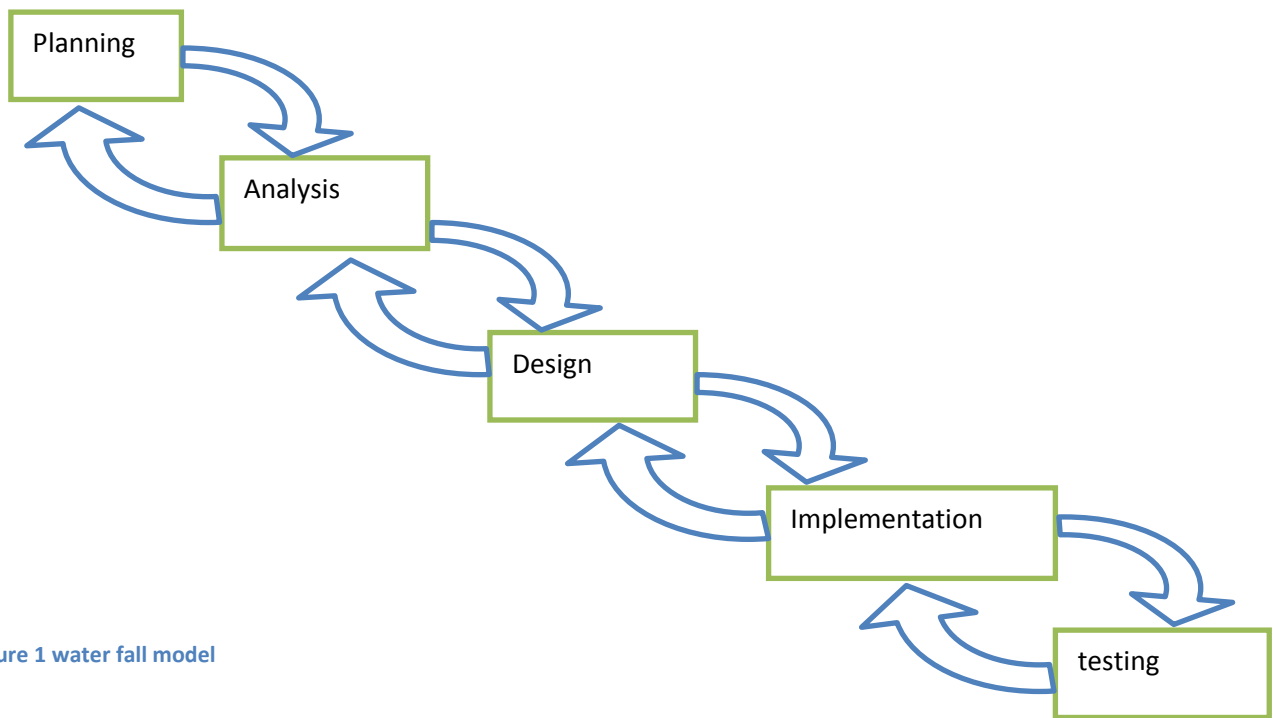 Planning
Analysis
Design
Implementation
testing
ure 1 water fall model